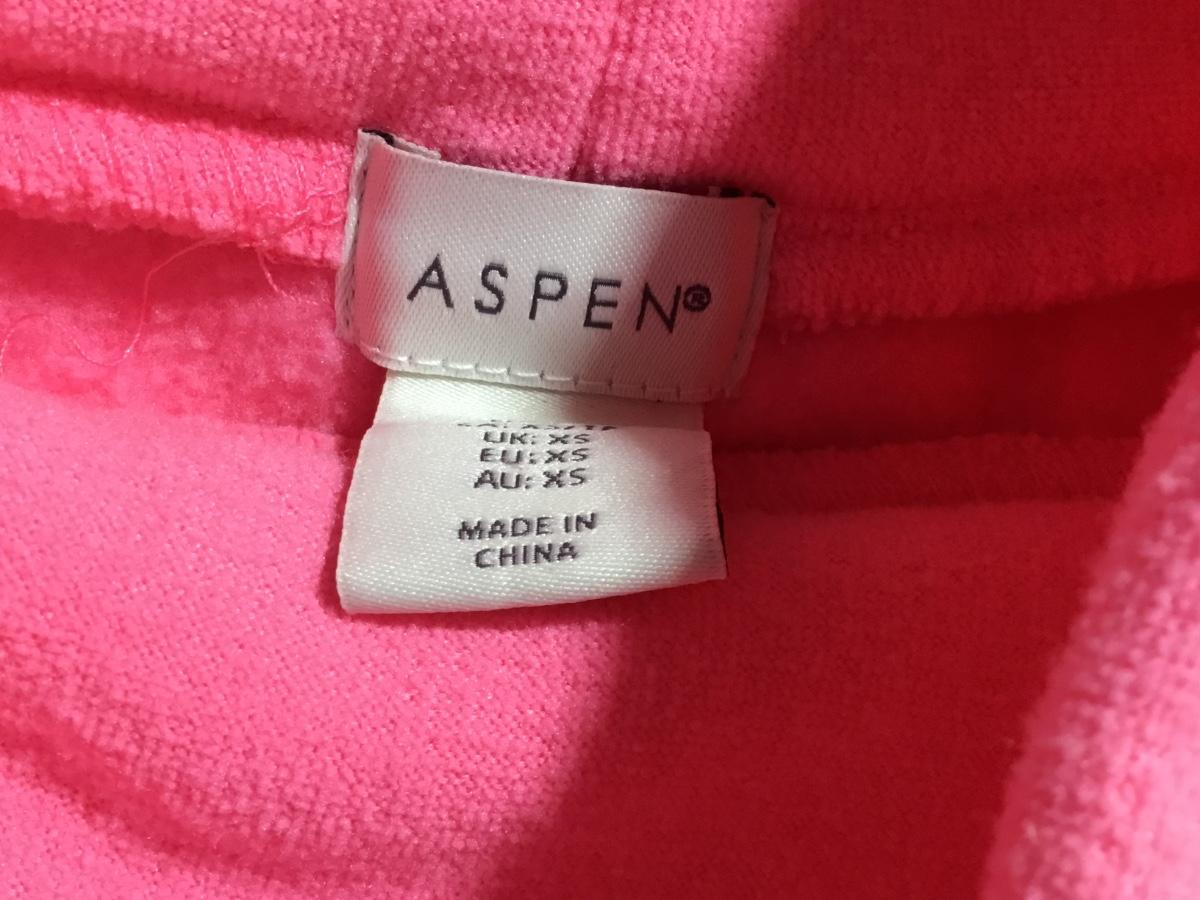 ASPEN®
UK: XS
EU: XS
AU: XS
MADE IN
CHINA